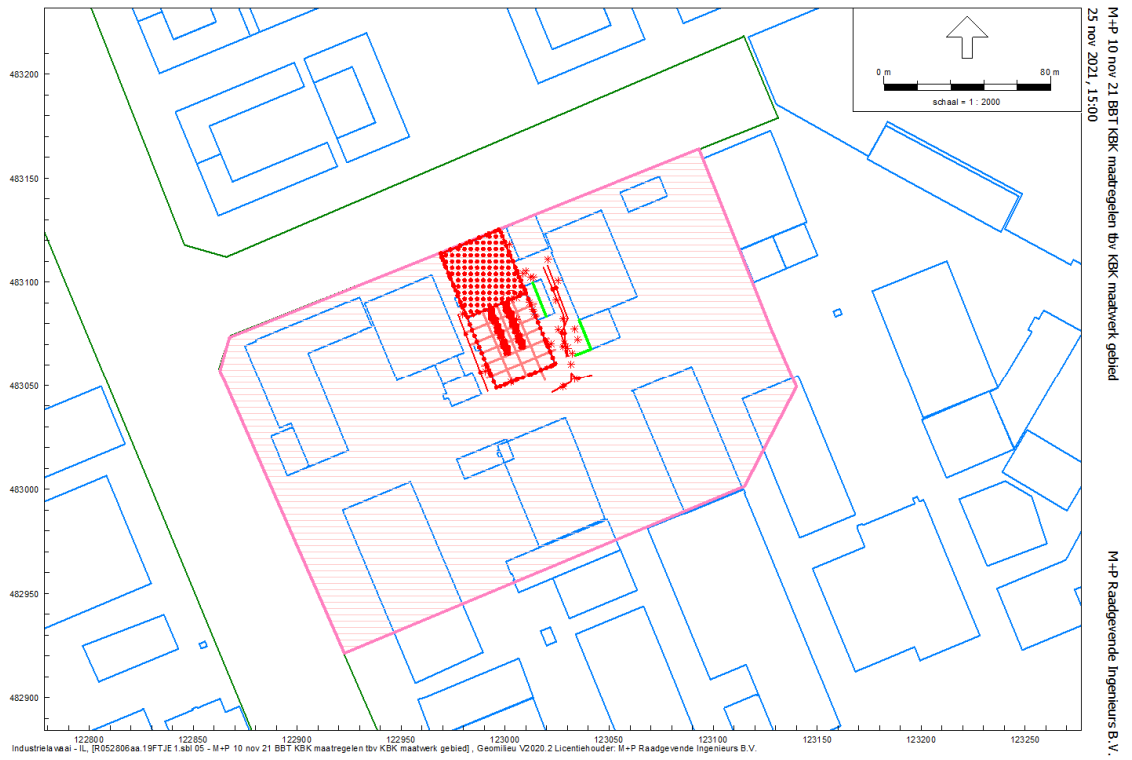 M+P 10 nov 21 BBT KBK maatregelen tbv KBK maatwerk gebied
25 nov 2021, 15:00
M+P Raadgevende Ingenieurs B.V.
0 m
80 m
schaal = 1 : 2000
483200
483150
483100
483050
483000
482950
482900
122800
122850
122900
122950
123000
123050
123100
123150
123200
123250
Industrielawaai - IL, [R052806aa.19FTJE 1.sbl 05 - M+P 10 nov 21 BBT KBK maatregelen tbv KBK maatwerk gebied] , Geomilieu V2020.2 Licentiehouder: M+P Raadgevende Ingenieurs B.V.